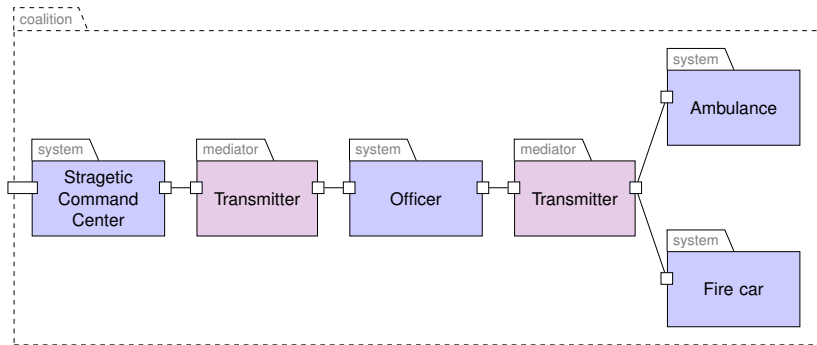 coalition
system
Ambulance
system
Stragetic
Command
Center
mediator
Transmitter
system
Officer
mediator
Transmitter
system
Fire car